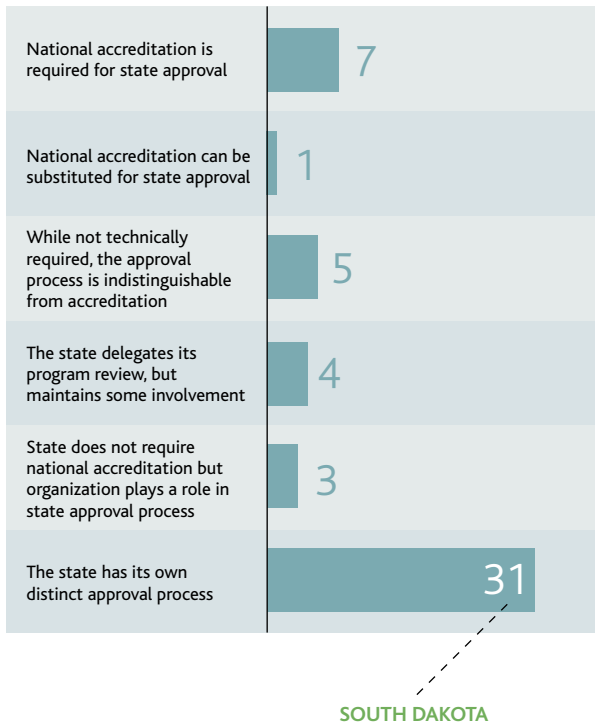 National accreditation is
required for state approval
7
National accreditation can be
substituted for state approval
1
While not technically
required, the approval
process is indistinguishable
from accreditation
5
The state delegates its
program review, but
maintains some involvement
4
State does not require
national accreditation but
organization plays a role in
state approval process
3
The state has its own
distinct approval process
31
SOUTH DAKOTA